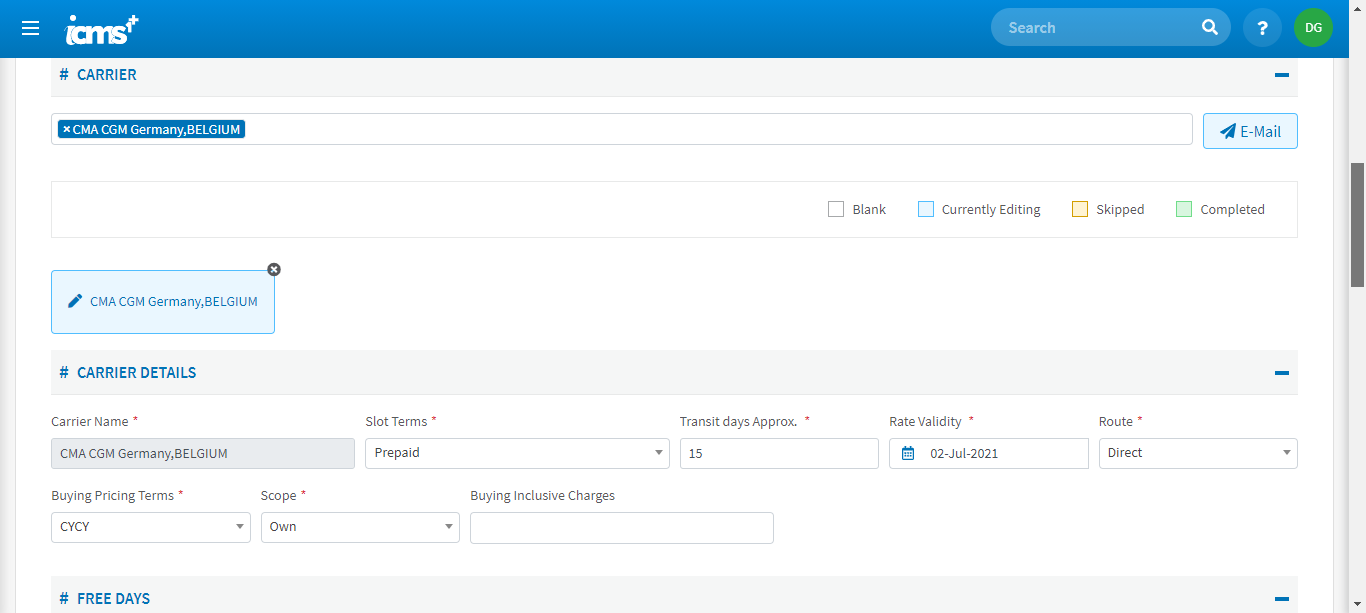 icms+ Search ? DG
# CARRIER
× CMA CGM Germany,BELGIUM E-Mail
Blank Currently Editing Skipped Completed
CMA CGM Germany,BELGIUM
# CARRIER DETAILS
Carrier Name * Slot Terms * Transit days Approx. * Rate Validity * Route *
CMA CGM Germany,BELGIUM Prepaid 15 02-Jul-2021 Direct
Buying Pricing Terms * Scope * Buying Inclusive Charges
CYCY Own
# FREE DAYS